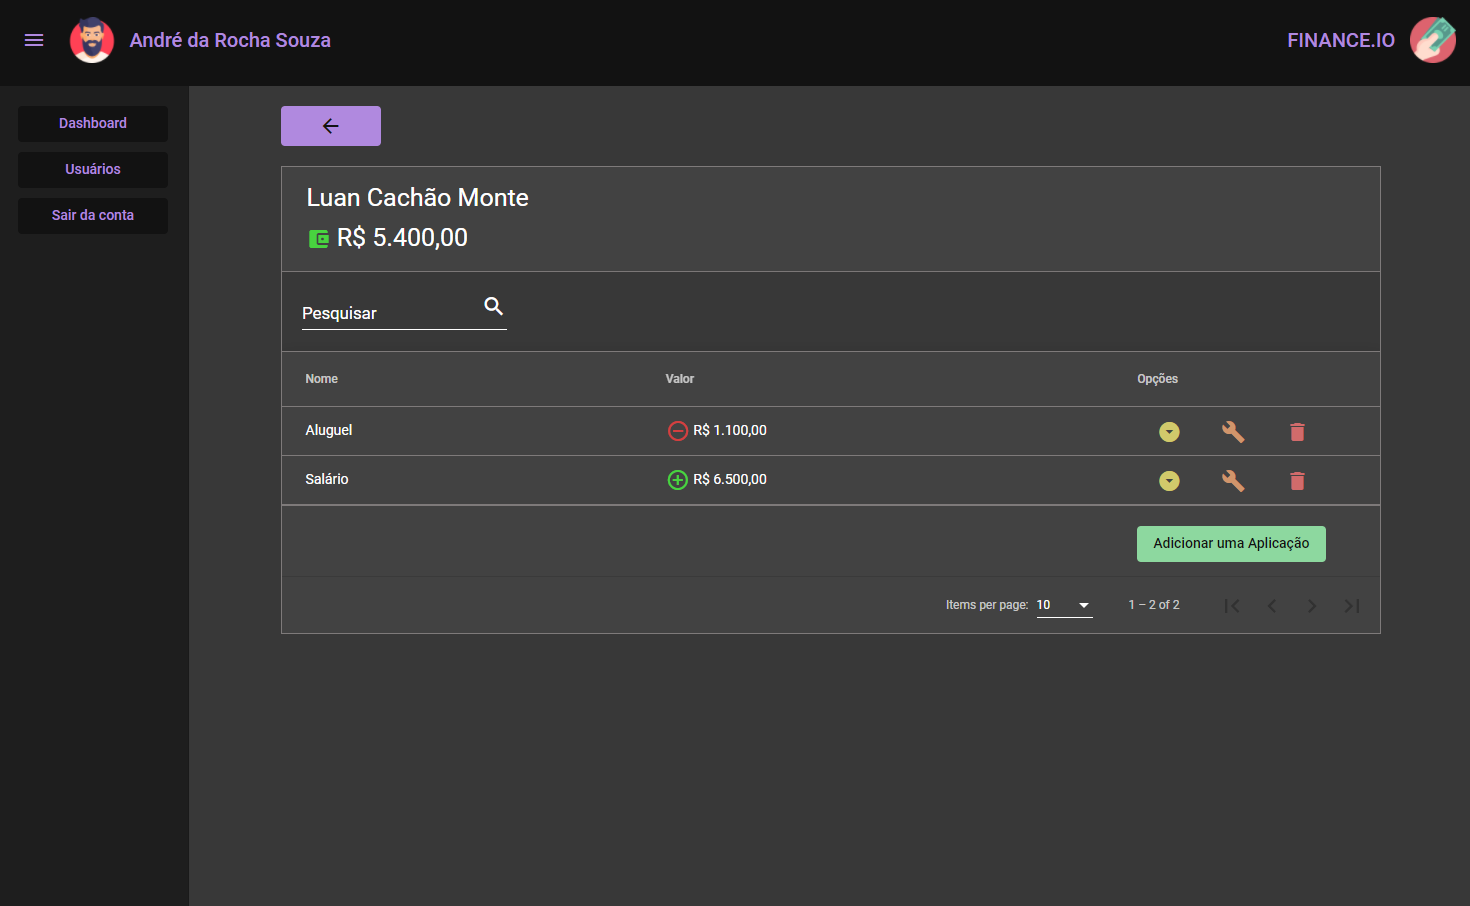 André da Rocha Souza
FINANCE.IO
Dashboard
Usuários
Sair da conta
Luan Cachão Monte
R$ 5.400,00
Pesquisar
Nome Valor Opções
Aluguel R$ 1.100,00
Salário R$ 6.500,00
Adicionar uma Aplicação
Items per page: 10 1 – 2 of 2